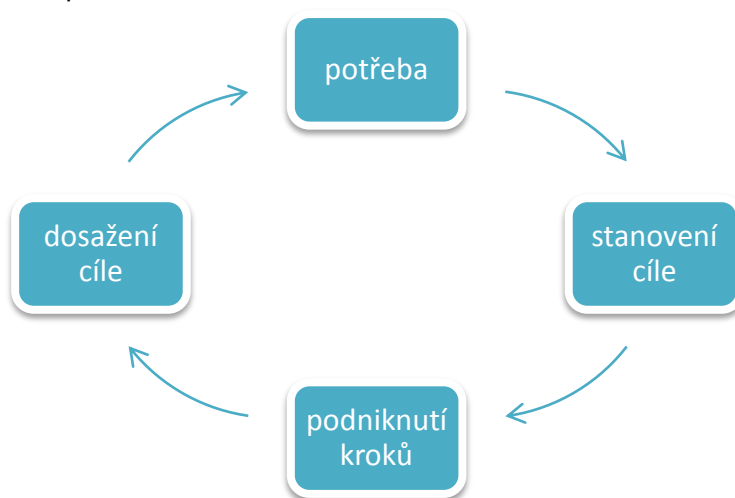 potřeba
stanovení
cíle
podniknutí
kroků
dosažení
cíle